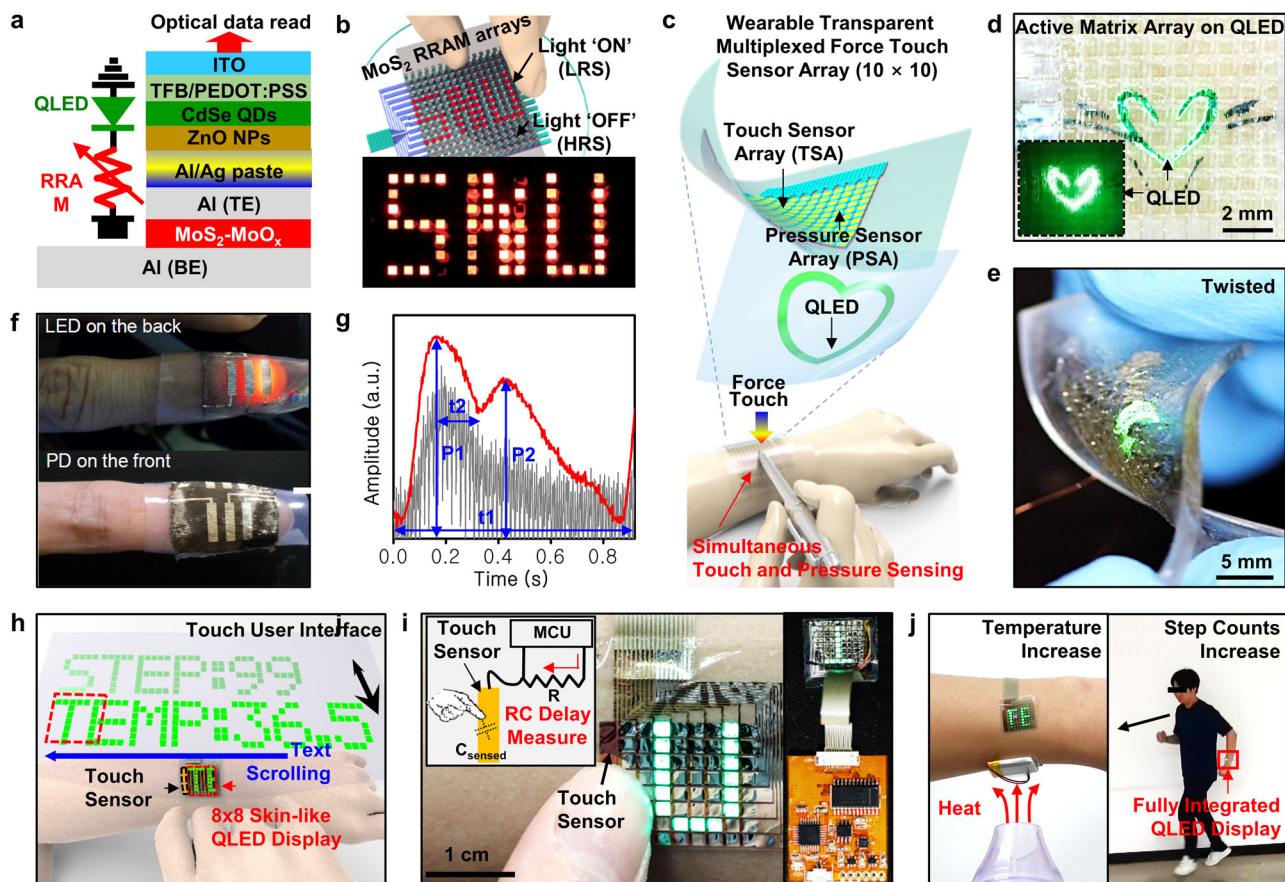 a
Optical data read
ITO
TFB/PEDOT:PSS
CdSe QDs
ZnO NPs
Al/Ag paste
Al (TE)
MoS₂-MoOₓ
Al (BE)
QLED
RRA
M
b
MoS₂ RRAM arrays
Light ‘ON’
(LRS)
Light ‘OFF’
(HRS)
SNU
c
Wearable Transparent
Multiplexed Force Touch
Sensor Array (10 × 10)
Touch Sensor
Array (TSA)
Pressure Sensor
Array (PSA)
QLED
Force
Touch
Simultaneous
Touch and Pressure Sensing
d
Active Matrix Array on QLED
QLED
2 mm
e
Twisted
5 mm
f
LED on the back
PD on the front
g
Amplitude (a.u.)
t2
P1
P2
t1
0.0 0.2 0.4 0.6 0.8
Time (s)
h
Touch User Interface
STEP:99
TEMP:36.5
Text
Scrolling
Touch
Sensor
8x8 Skin-like
QLED Display
i
Touch
Sensor
MCU
R
RC Delay
Measure
C sensed
Touch
Sensor
1 cm
j
Temperature
Increase
TE
Heat
Step Counts
Increase
Fully Integrated
QLED Display